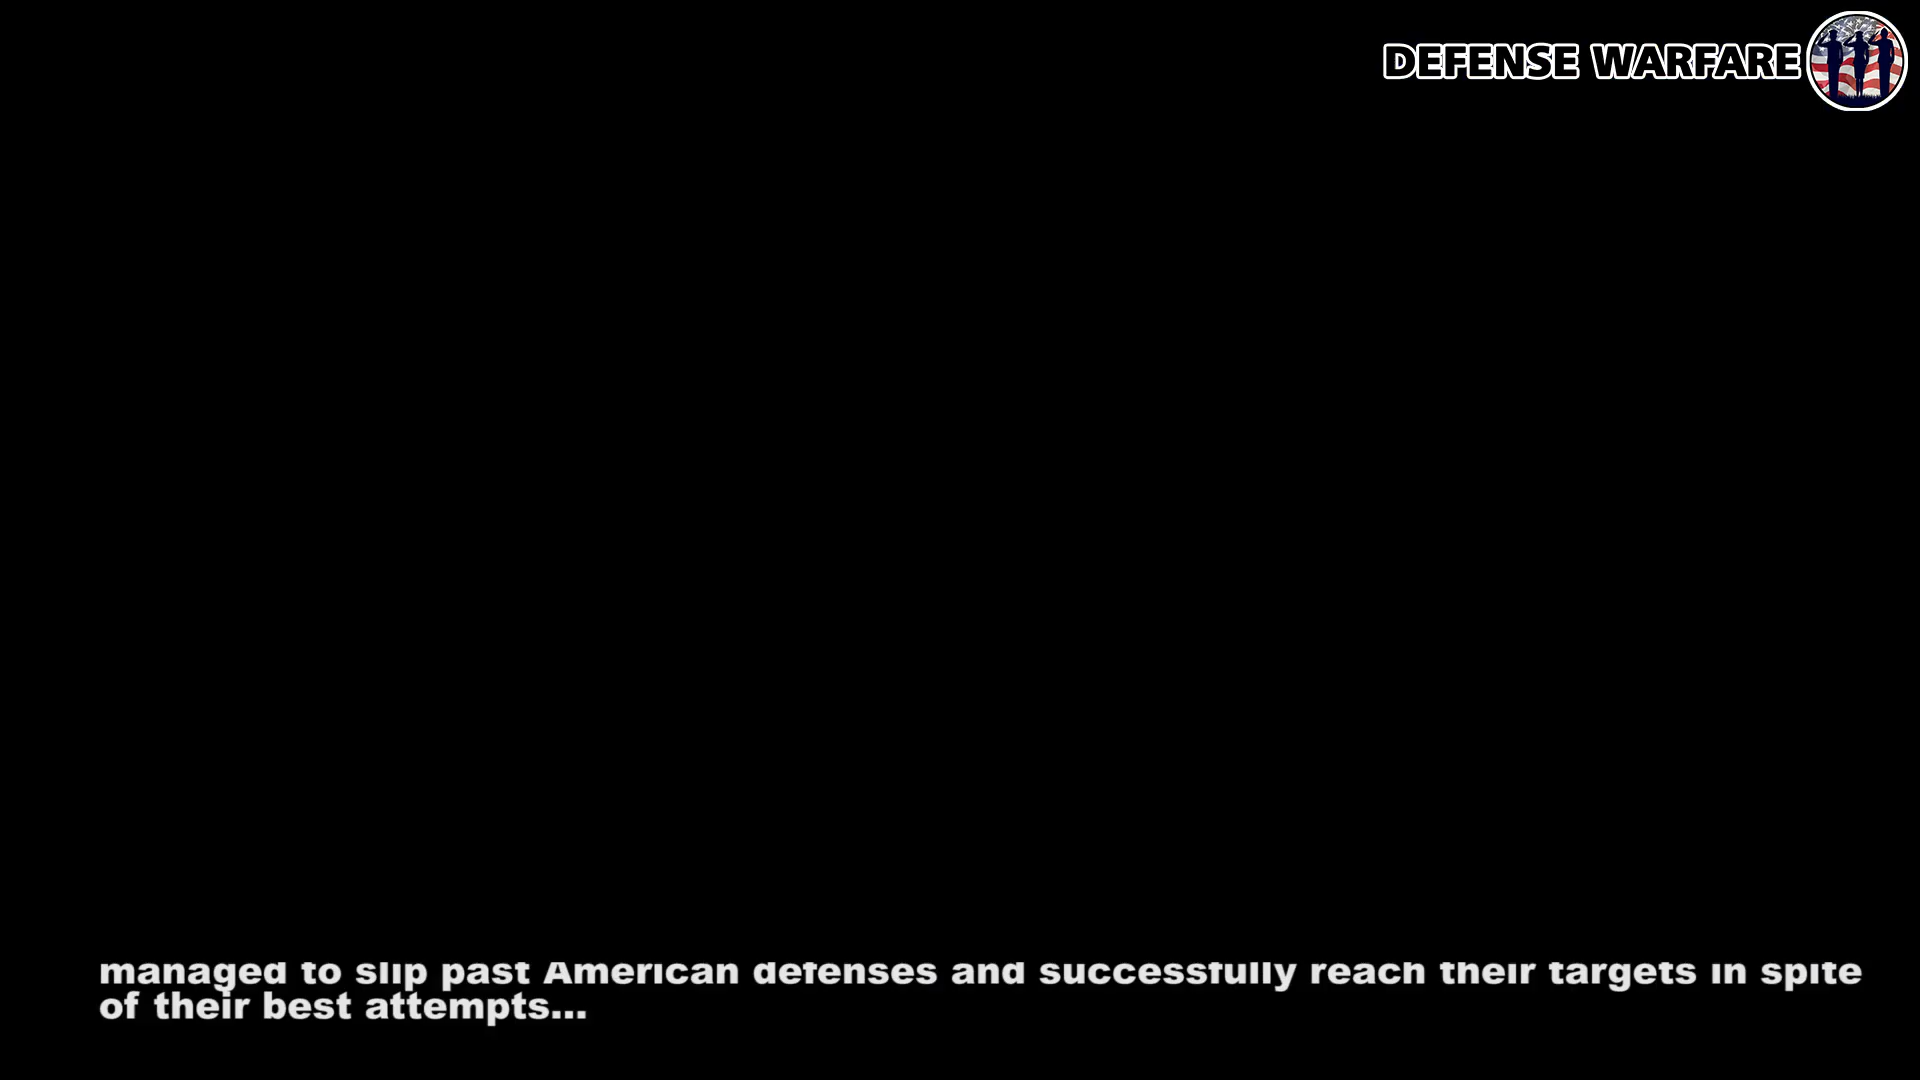 DEFENSE WARFARE
managed to slip past American defenses and successfully reach their targets in spite
of their best attempts...